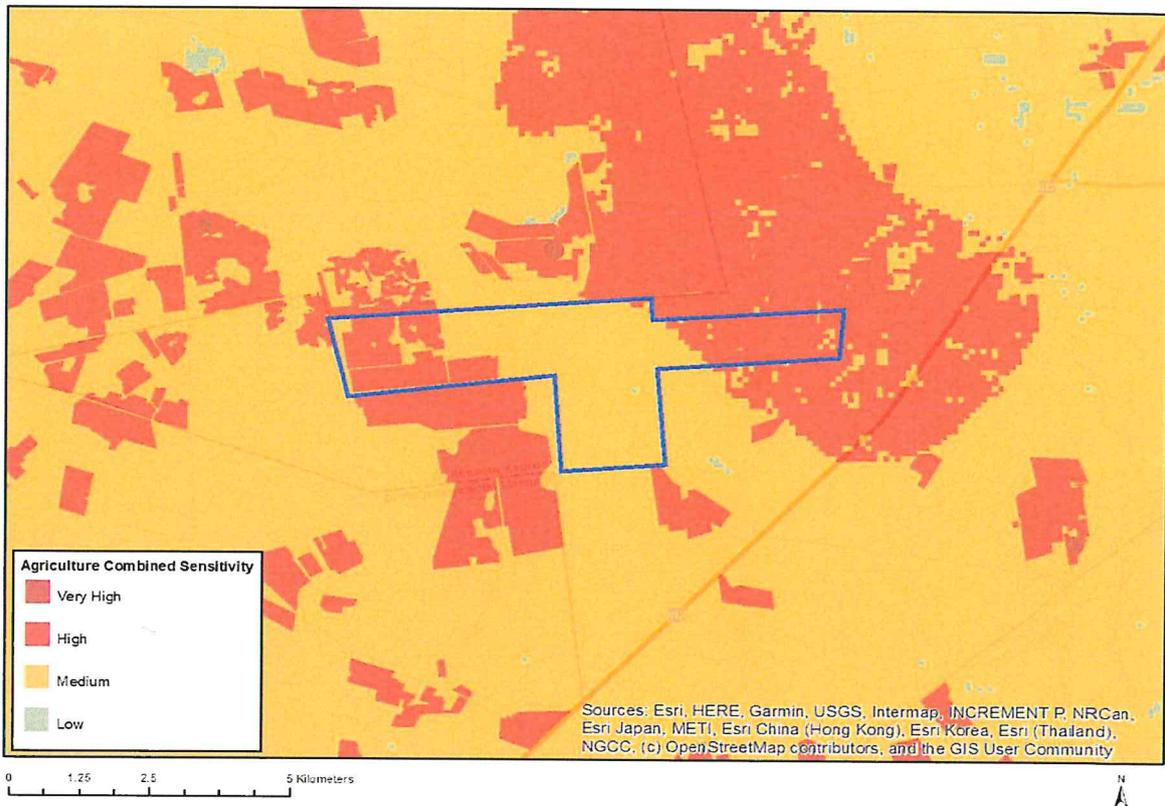 Agriculture Combined Sensitivity
Very High
High
Medium
Low
Sources: Esri, HERE, Garmin, USGS, Intermap, INCREMENT P, NRCan,
Esri Japan, METI, Esri China (Hong Kong), Esri Korea, Esri (Thailand),
NGCC, (c) OpenStreetMap contributors, and the GIS User Community
0 1.25 2.5 5 Kilometers
N